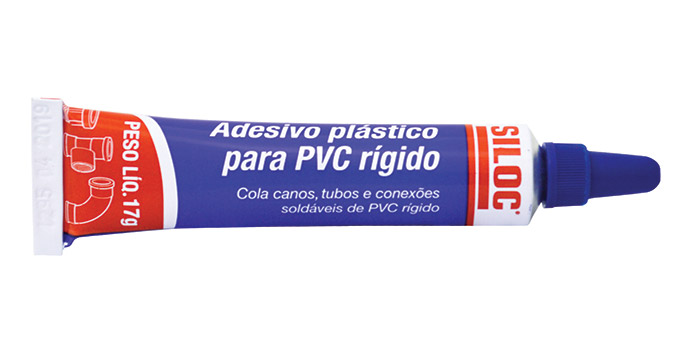 PESO LÍQ. 17g
Adesivo plástico
para PVC rígido
Cola canos, tubos e conexões
soldáveis de PVC rígido
SILOC